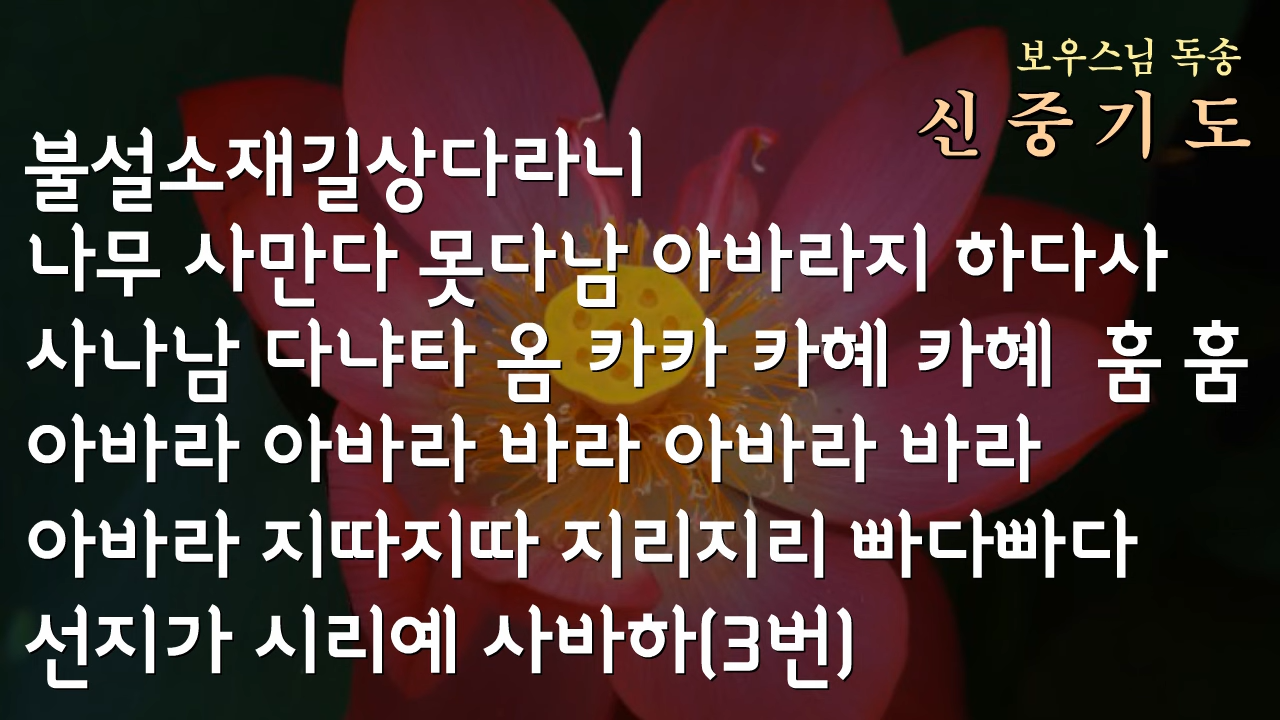 보우스님 독송
신중기도
불설소재길상다라니
나무 사만다 못다남 아바라지 하다사
사나남 다냐타 옴 카카 카혜 카혜 훔 훔
아바라 아바라 바라 아바라 바라
아바라 지따지따 지리지리 빠다빠다
선지가 시리예 사바하(3번)